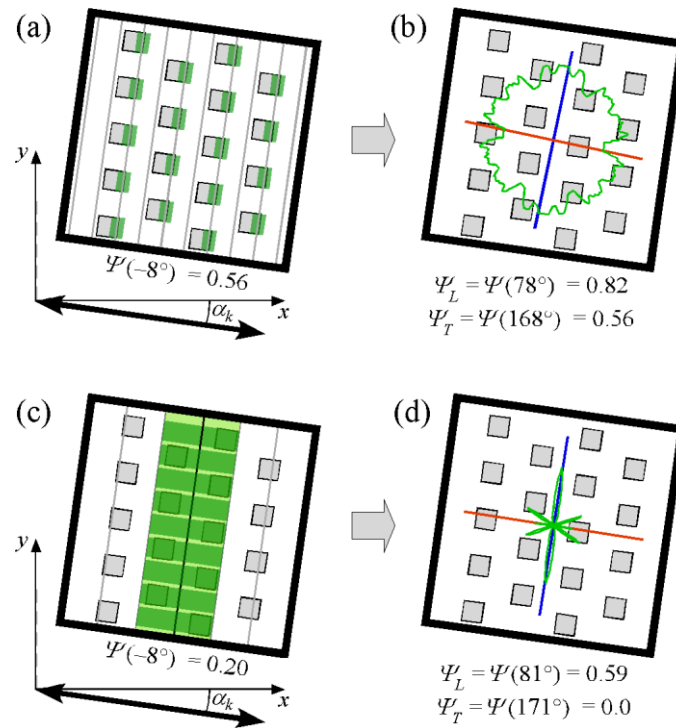 (a)
(b)
y
Ψ(–8°) = 0.56
x
α_k
Ψ_L = Ψ(78°) = 0.82
Ψ_T = Ψ(168°) = 0.56
(c)
(d)
y
Ψ(–8°) = 0.20
x
α_k
Ψ_L = Ψ(81°) = 0.59
Ψ_T = Ψ(171°) = 0.0